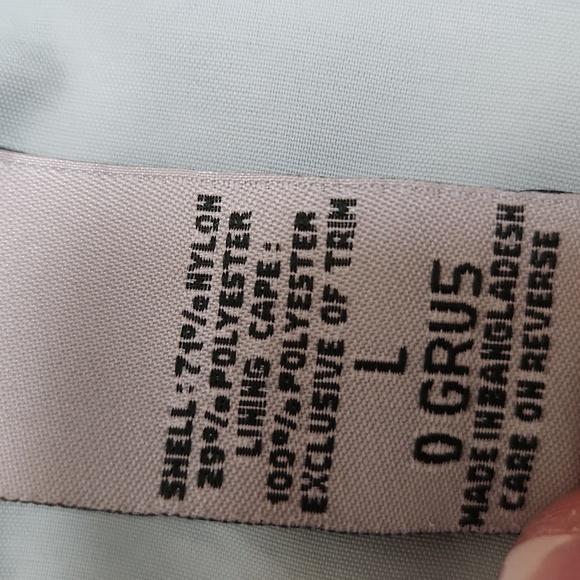 SHELL:71%NYLON
29%POLYESTER
LINING CAPE:
100%POLYESTER
EXCLUSIVE OF TRIM
L
0 GRU5
MADE IN BANGLADESH
CARE ON REVERSE